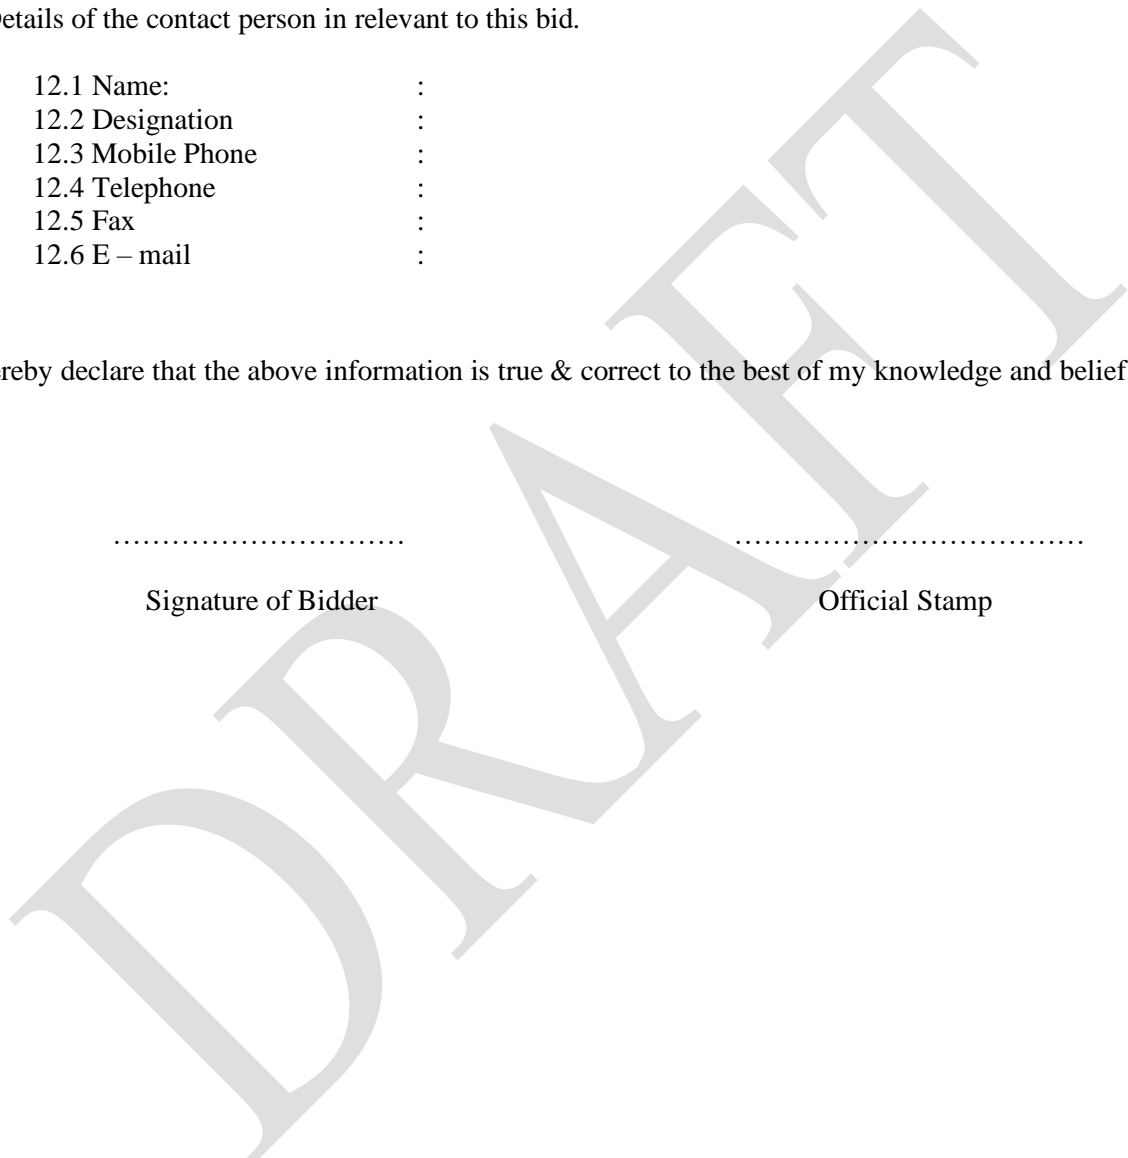 Details of the contact person in relevant to this bid.
12.1 Name: :
12.2 Designation :
12.3 Mobile Phone :
12.4 Telephone :
12.5 Fax :
12.6 E – mail :
ereby declare that the above information is true & correct to the best of my knowledge and belief
………………………… ………………………………
Signature of Bidder Official Stamp
DRAFT